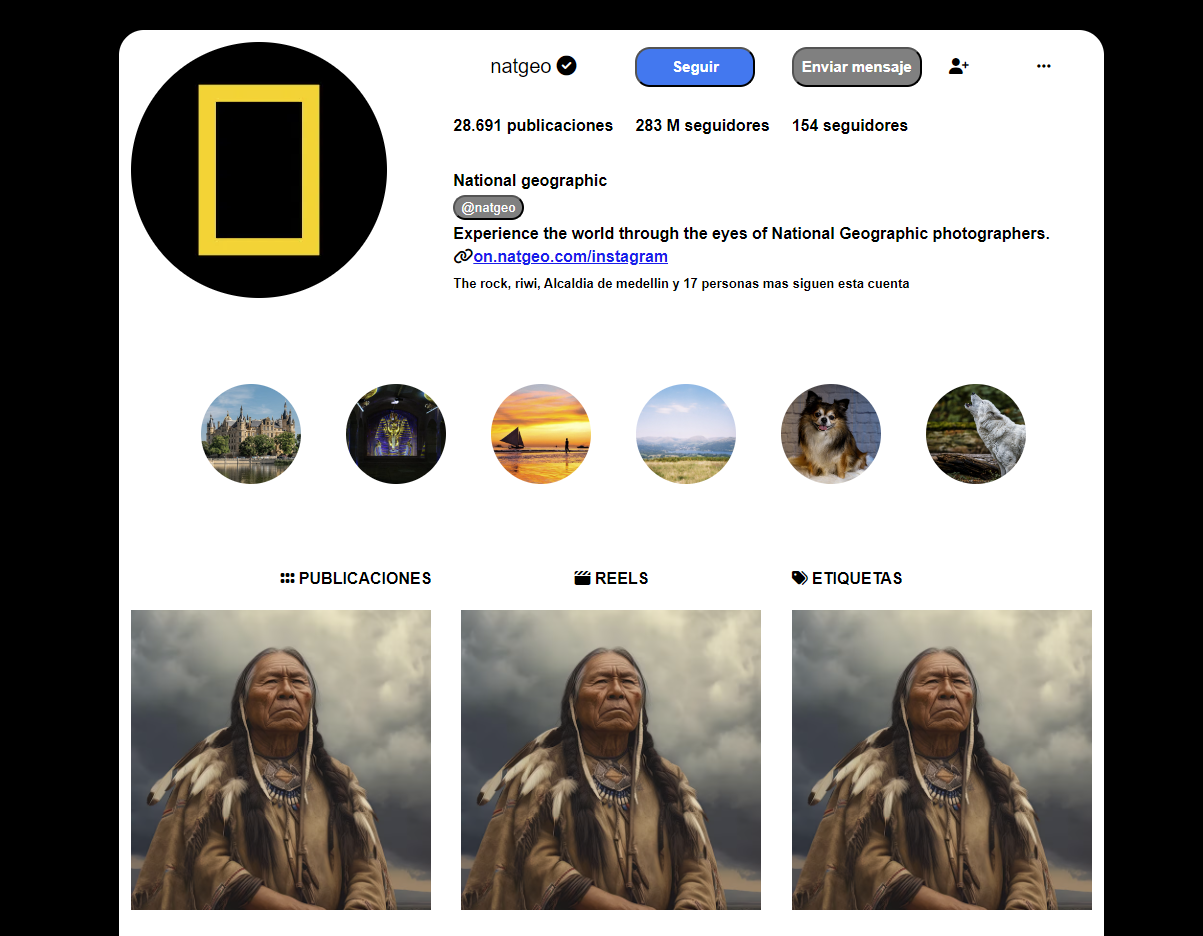 natgeo
Seguir
Enviar mensaje
28.691 publicaciones
283 M seguidores
154 seguidores
National geographic
@natgeo
Experience the world through the eyes of National Geographic photographers.
on.natgeo.com/instagram
The rock, riwi, Alcaldia de medellin y 17 personas mas siguen esta cuenta
PUBLICACIONES
REELS
ETIQUETAS